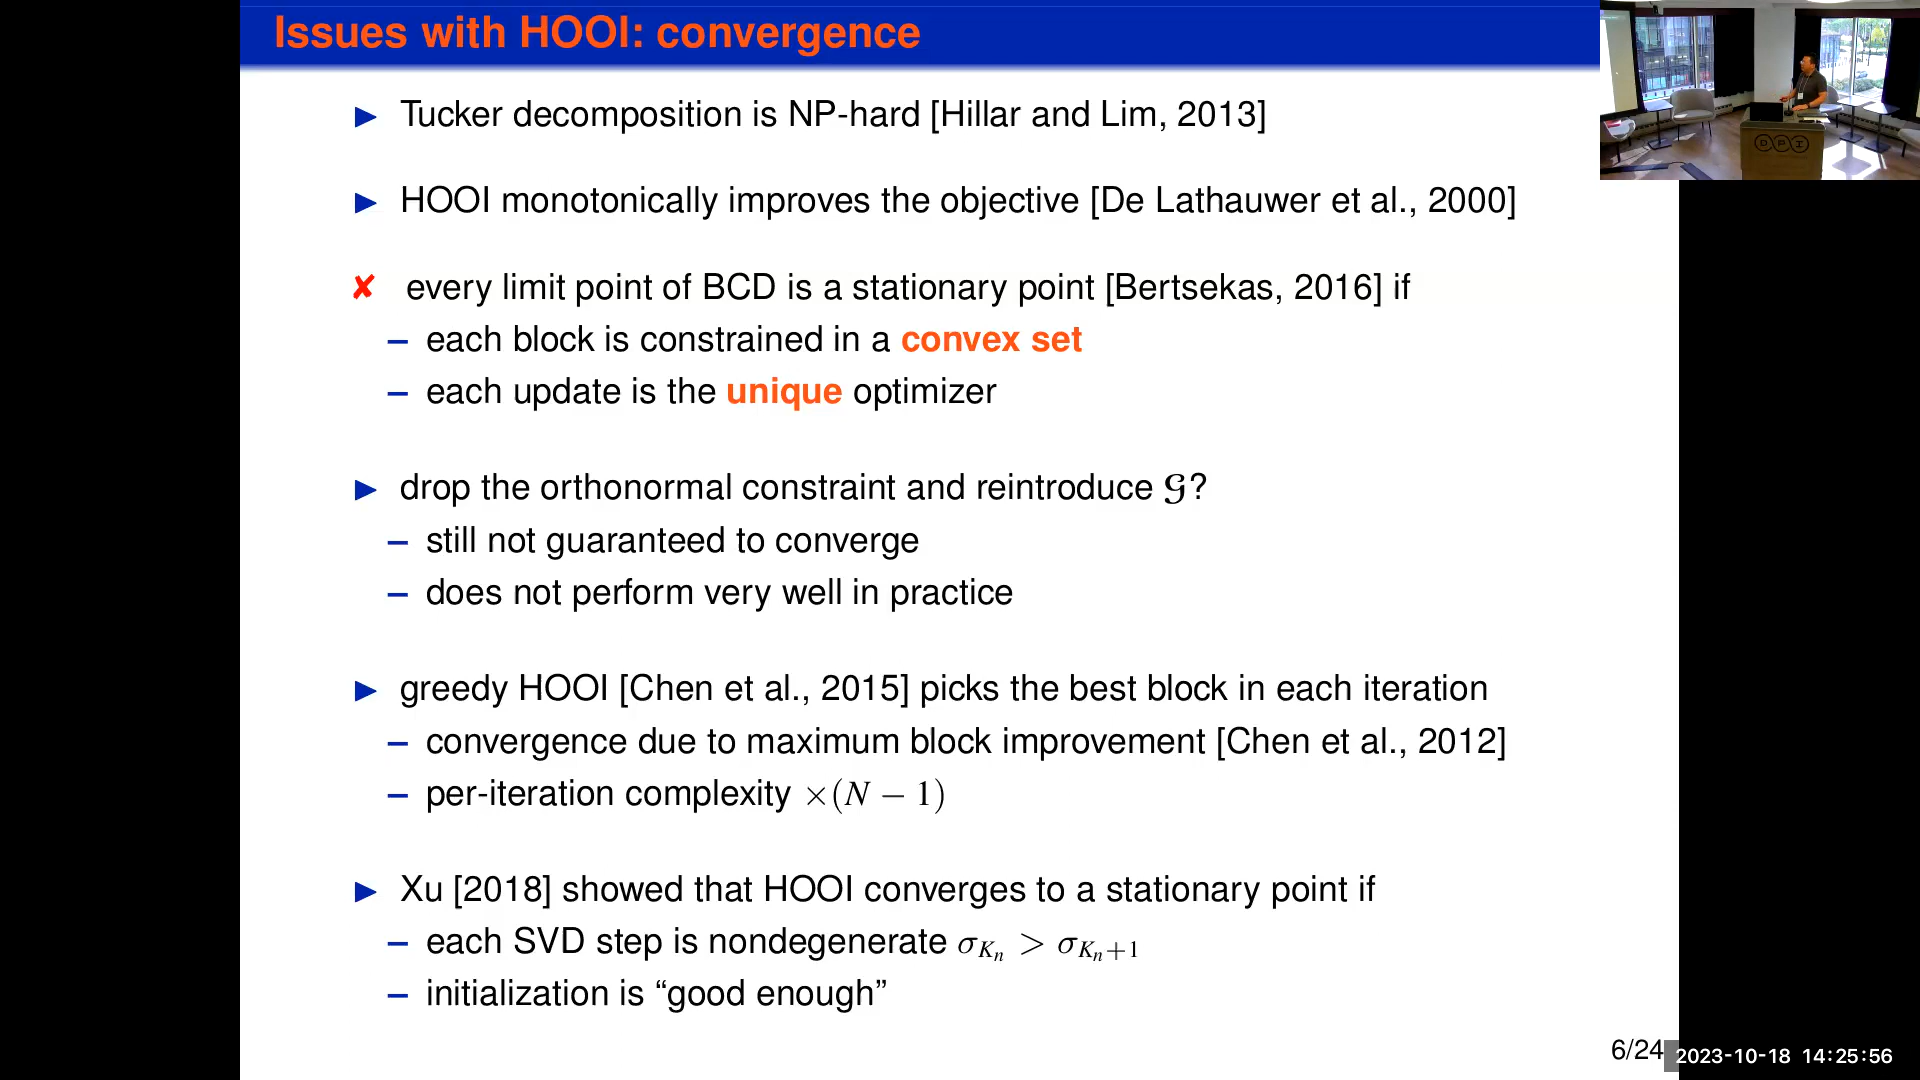 Issues with HOOI: convergence
▶ Tucker decomposition is NP-hard [Hillar and Lim, 2013]
▶ HOOI monotonically improves the objective [De Lathauwer et al., 2000]
✘ every limit point of BCD is a stationary point [Bertsekas, 2016] if
– each block is constrained in a convex set
– each update is the unique optimizer
▶ drop the orthonormal constraint and reintroduce 𝒢?
– still not guaranteed to converge
– does not perform very well in practice
▶ greedy HOOI [Chen et al., 2015] picks the best block in each iteration
– convergence due to maximum block improvement [Chen et al., 2012]
– per-iteration complexity ×(N − 1)
▶ Xu [2018] showed that HOOI converges to a stationary point if
– each SVD step is nondegenerate σ_{K_n} > σ_{K_n+1}
– initialization is “good enough”
6/24
2023-10-18 14:25:56
DPI